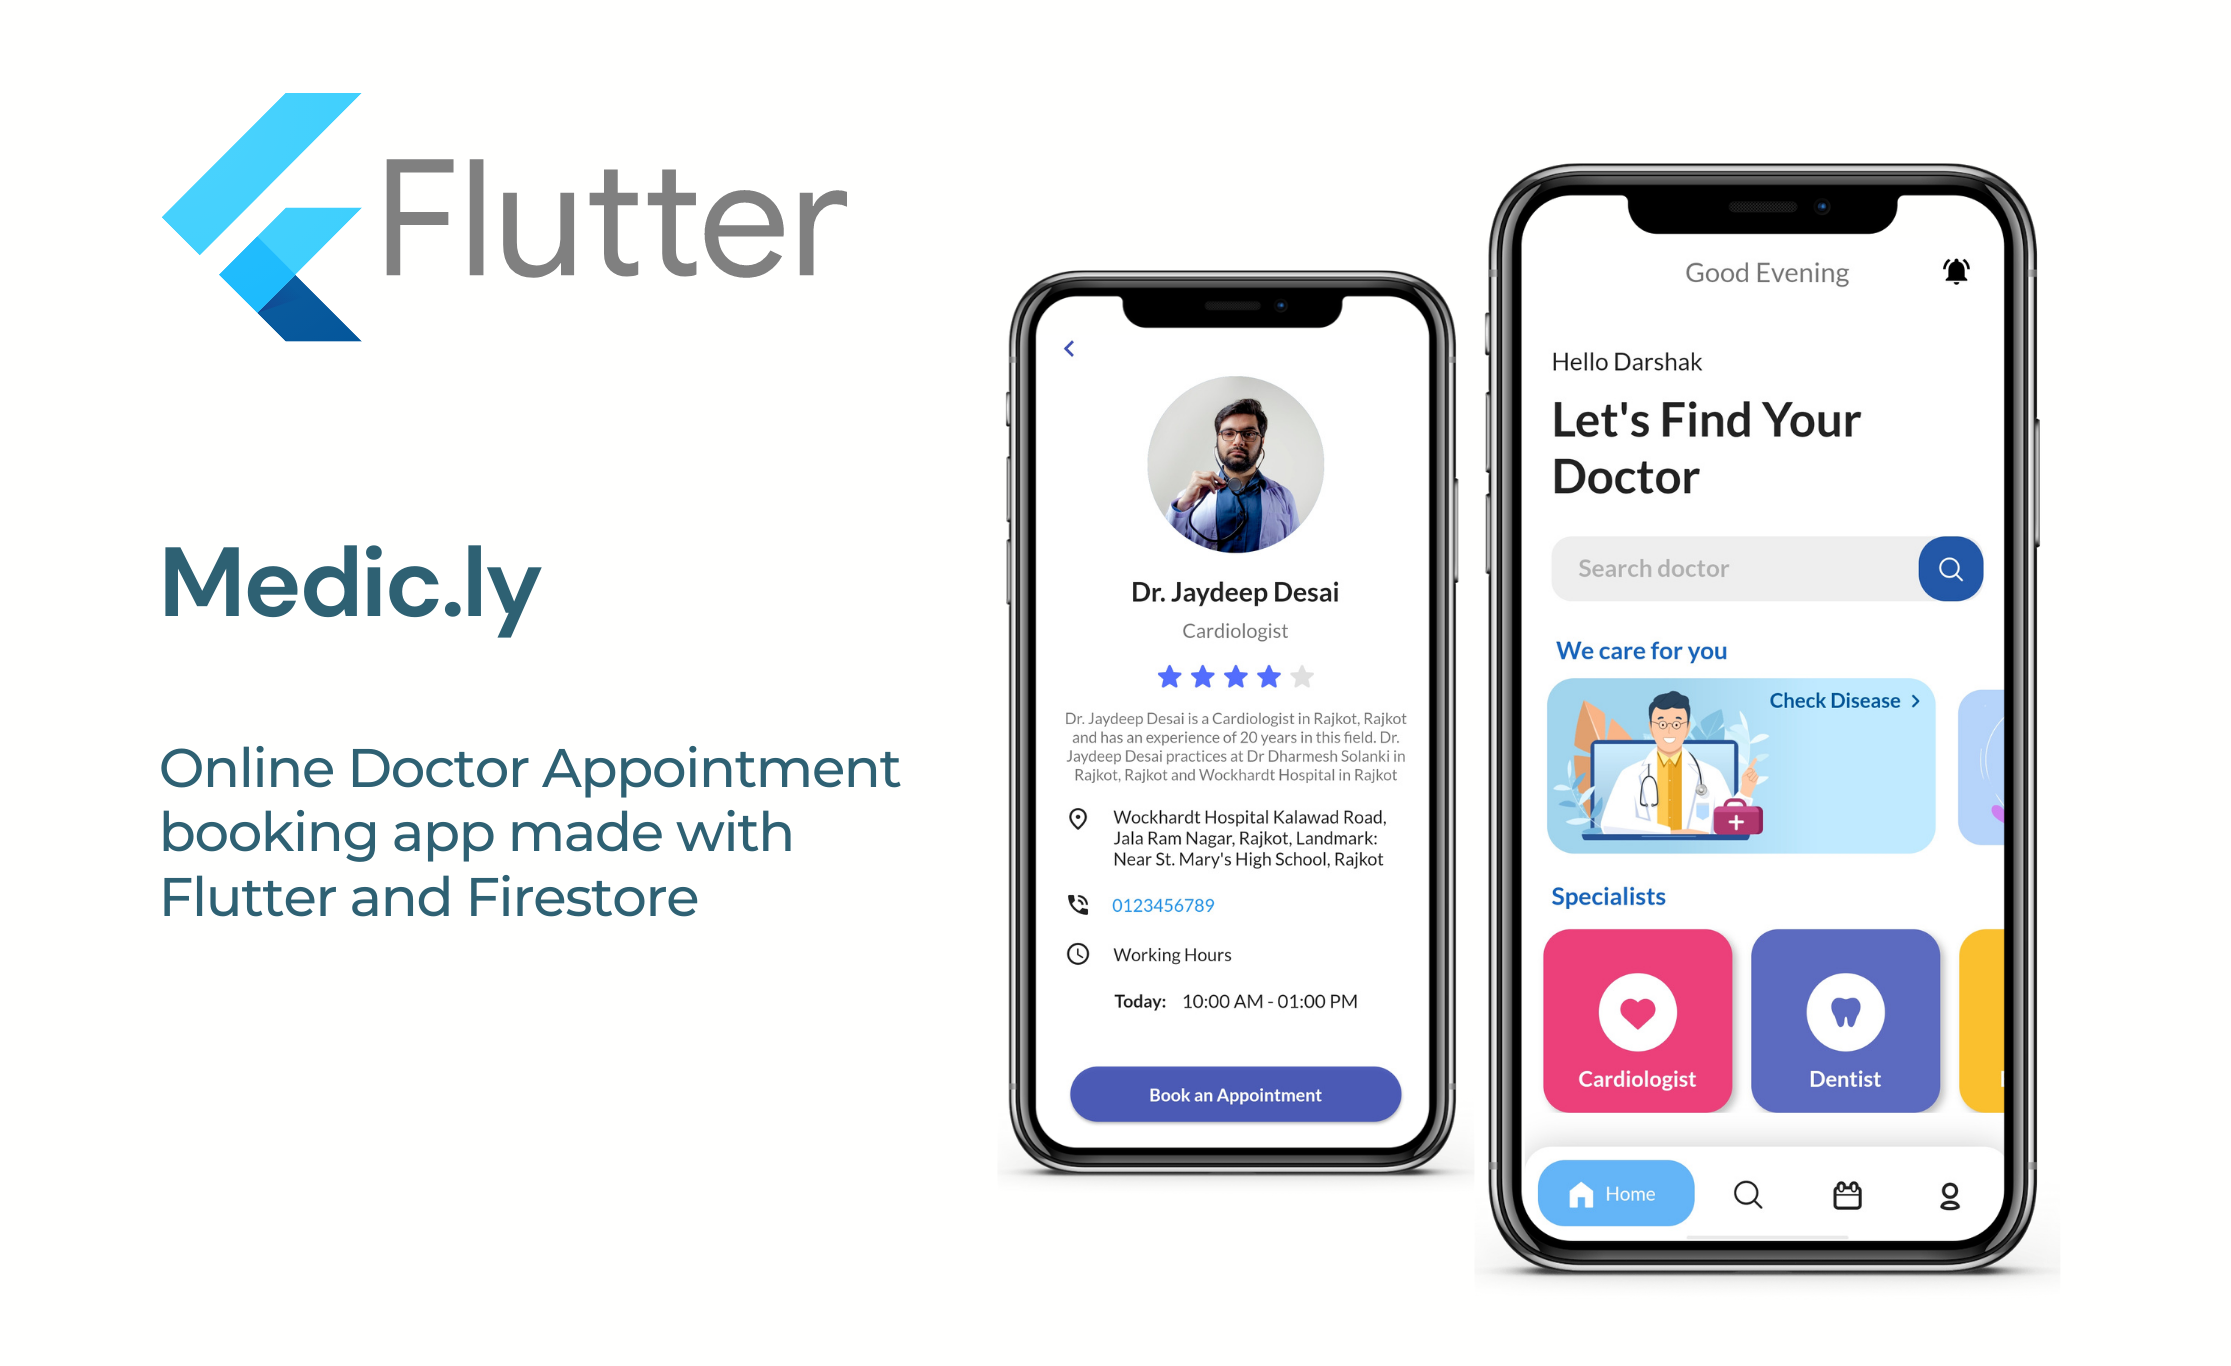 Flutter
Medic.ly
Online Doctor Appointment
booking app made with
Flutter and Firestore
Dr. Jaydeep Desai
Cardiologist
Dr. Jaydeep Desai is a Cardiologist in Rajkot, Rajkot
and has an experience of 20 years in this field. Dr.
Jaydeep Desai practices at Dr Dharmesh Solanki in
Rajkot, Rajkot and Wockhardt Hospital in Rajkot
Wockhardt Hospital Kalawad Road,
Jala Ram Nagar, Rajkot, Landmark:
Near St. Mary's High School, Rajkot
0123456789
Working Hours
Today: 10:00 AM - 01:00 PM
Book an Appointment
Good Evening
Hello Darshak
Let's Find Your
Doctor
Search doctor
We care for you
Check Disease
Specialists
Cardiologist
Dentist
Home